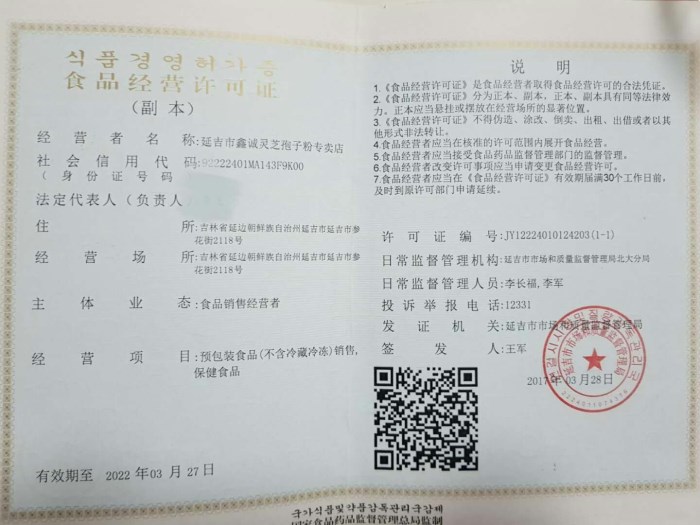 식품경영허가증
食品经营许可证
（副本）
经营者名称:延吉市鑫诚灵芝孢子粉专卖店
社会信用代码:92222401MA143F9K00
（身份证号码
法定代表人（负责人）
住所:吉林省延边朝鲜族自治州延吉市延吉市参
花街2118号
经营场所:吉林省延边朝鲜族自治州延吉市延吉市参
花街2118号
主体业态:食品销售经营者
经营项目:预包装食品(不含冷藏冷冻)销售,
保健食品
有效期至 2022 年03 月 27日
说明
1.《食品经营许可证》是食品经营者取得食品经营许可的合法凭证。
2.《食品经营许可证》分为正本、副本。正本、副本具有同等法律效
力。正本应当悬挂或摆放在经营场所的显著位置。
3.《食品经营许可证》不得伪造、涂改、倒卖、出租、出借或者以其
他形式非法转让。
4.食品经营者应当在核准的许可范围内展开食品经营。
5.食品经营者应当接受食品药品监督管理部门的监督管理。
6.食品经营者改变许可事项应当申请变更食品经营许可。
7.食品经营者应当在《食品经营许可证》有效期届满30个工作日前,
及时到原许可部门申请延续。
许可证编号:JY12224010124203(1-1)
日常监督管理机构:延吉市市场和质量监督管理局北大分局
日常监督管理人员:李长福,李军
投诉举报电话:12331
发证机关:延吉市市场和质量监督管理局
签发人:王军
2017年 03 月 28日
延吉市市场和质量监督管理局
국가식품및약품감독관리국감제
国家食品药品监督管理总局监制